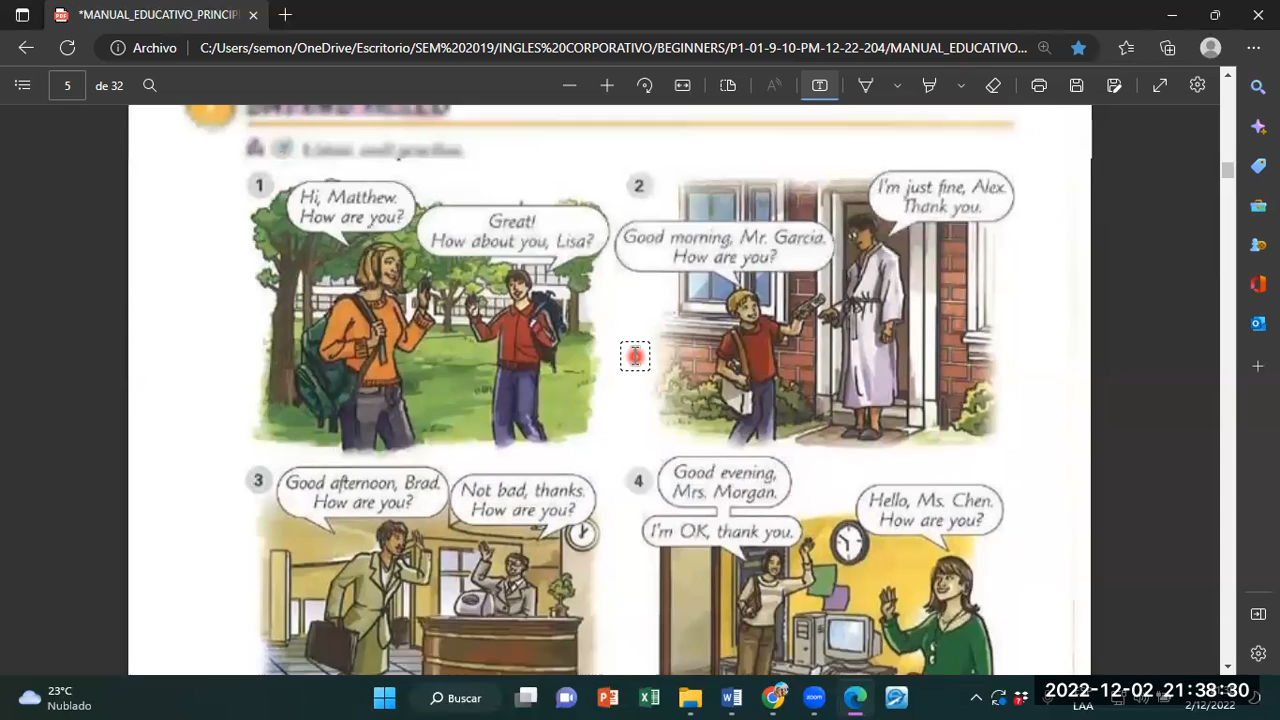 *MANUAL_EDUCATIVO_PRINCIPI
Archivo
C:/Users/semon/OneDrive/Escritorio/SEM%202019/INGLES%20CORPORATIVO/BEGINNERS/P1-01-9-10-PM-12-22-204/MANUAL_EDUCATIVO...
5 de 32
Listen and practice.
1
Hi, Matthew.
How are you?
Great!
How about you, Lisa?
2
Good morning, Mr. Garcia.
How are you?
I'm just fine, Alex.
Thank you.
3
Good afternoon, Brad.
How are you?
Not bad, thanks.
How are you?
4
Good evening,
Mrs. Morgan.
Hello, Ms. Chen.
How are you?
I'm OK, thank you.
23°C
Nublado
Buscar
2022-12-02 21:38:30
LAA
2/12/2022